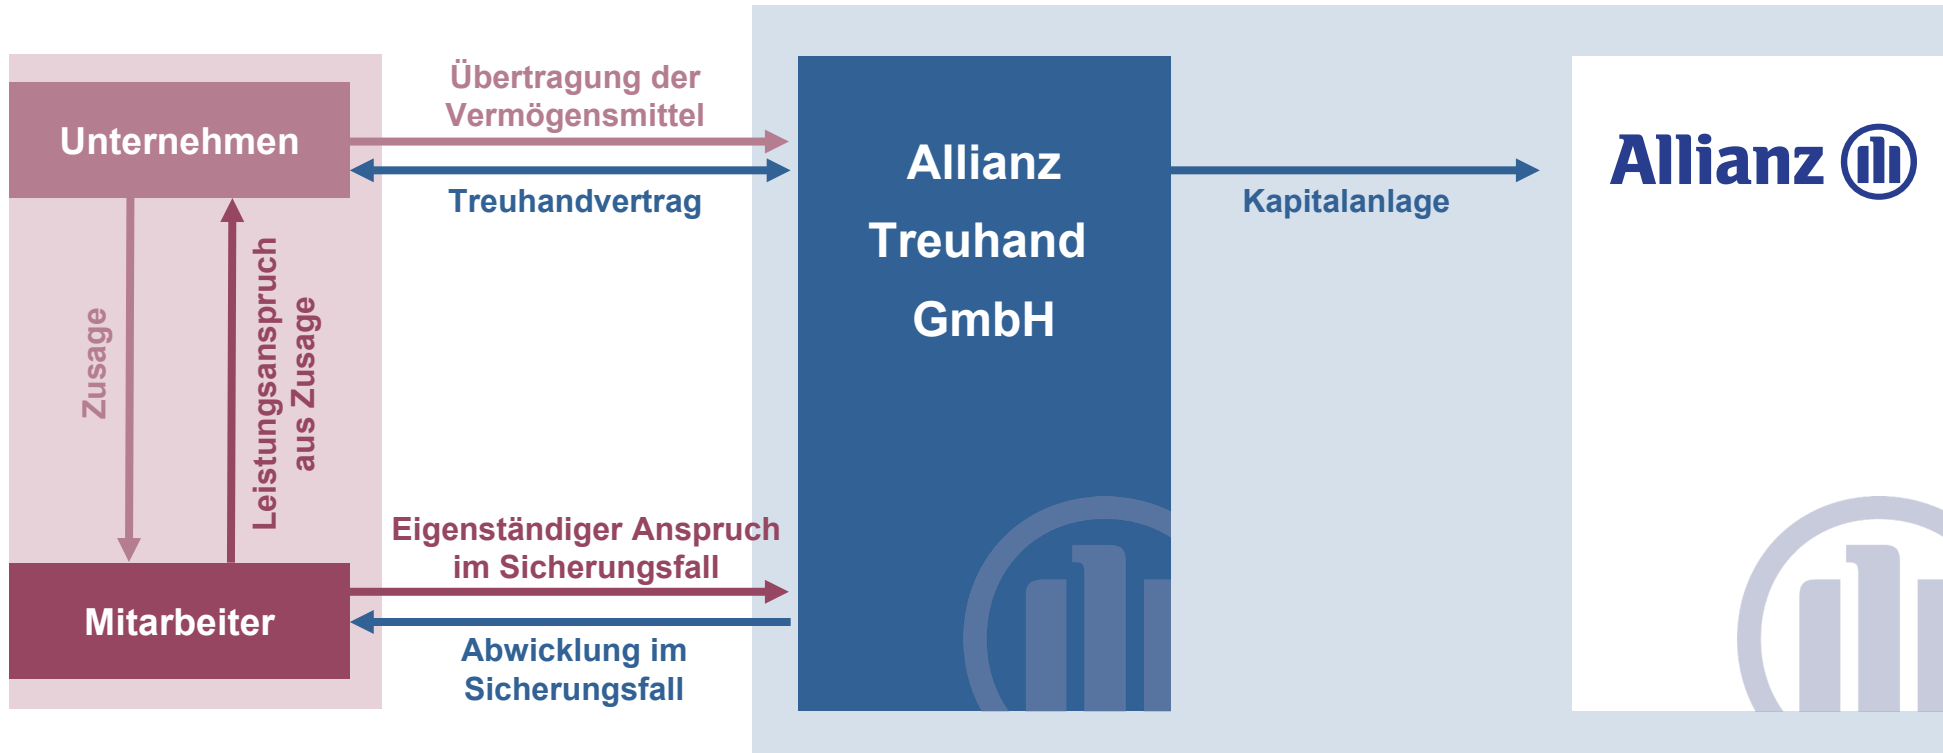 Übertragung der
Vermögensmittel
Unternehmen
Treuhandvertrag
Allianz
Treuhand
GmbH
Kapitalanlage
Allianz
Zusage
Leistungsanspruch
aus Zusage
Eigenständiger Anspruch
im Sicherungsfall
Mitarbeiter
Abwicklung im
Sicherungsfall